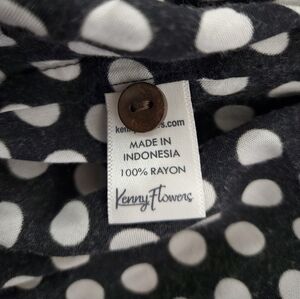 MADE IN
INDONESIA
100% RAYON
Kenny Flowers